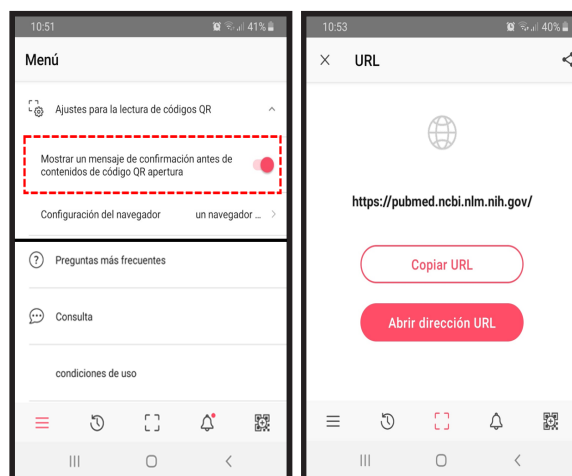 10:51
41%
Menú
Ajustes para la lectura de códigos QR
Mostrar un mensaje de confirmación antes de
contenidos de código QR apertura
Configuración del navegador un navegador ...
Preguntas más frecuentes
Consulta
condiciones de uso
10:53
40%
URL
https://pubmed.ncbi.nlm.nih.gov/
Copiar URL
Abrir dirección URL